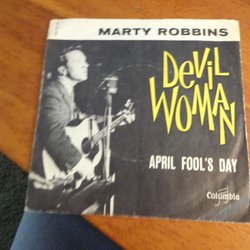 MARTY ROBBINS
DEViL
WOMAN
APRIL FOOL'S DAY
Columbia